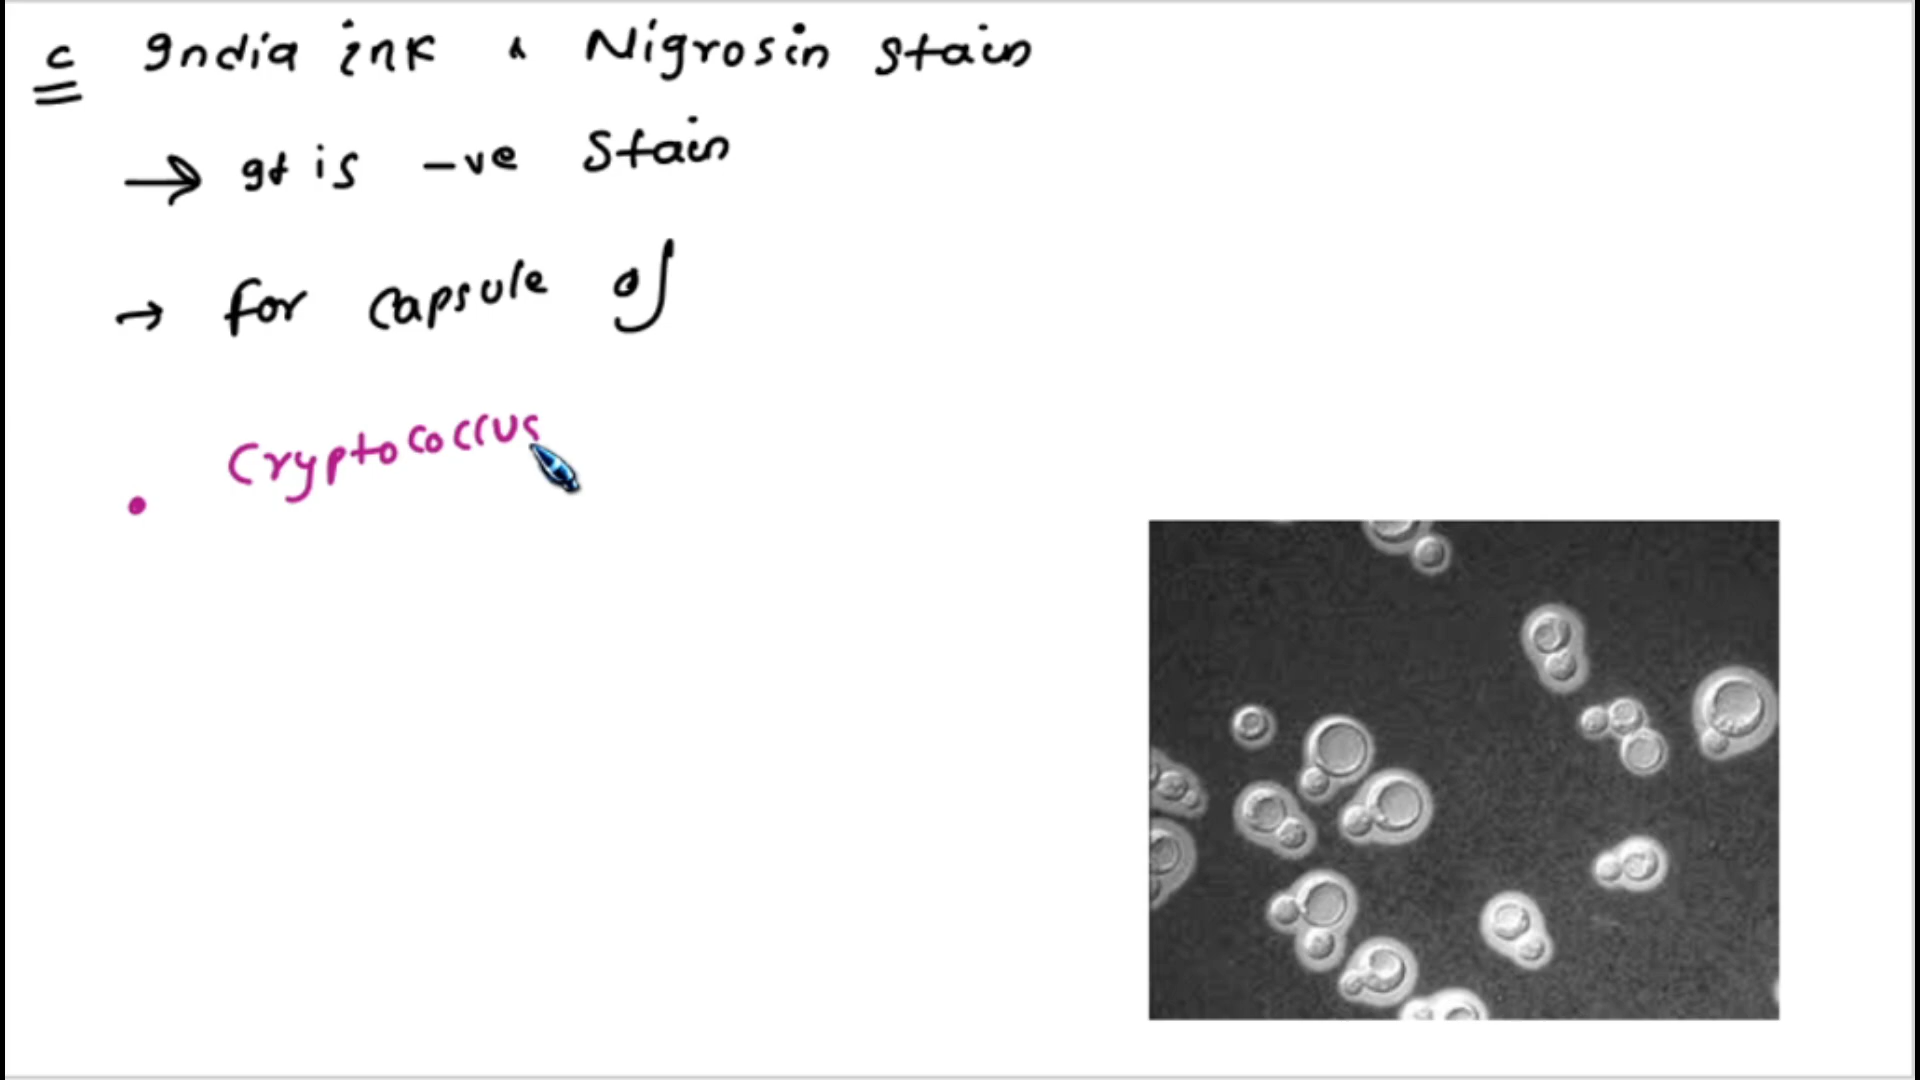 c India ink & Nigrosin stain
→ It is -ve stain
→ for capsule of
• Cryptococcus